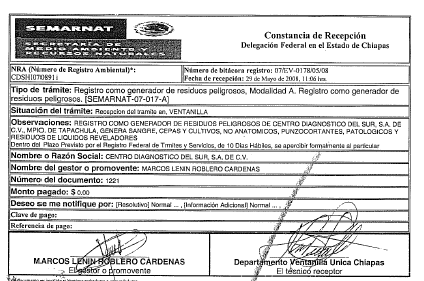 SEMARNAT
SECRETARÍA DE
MEDIO AMBIENTE Y
RECURSOS NATURALES
Constancia de Recepción
Delegación Federal en el Estado de Chiapas
NRA (Número de Registro Ambiental)*:
CDSHI0708911
Número de bitácora registro: 07/EV-0178/05/08
Fecha de recepción: 29 de Mayo de 2008, 11:06 hrs.
Tipo de trámite: Registro como generador de residuos peligrosos, Modalidad A. Registro como generador de
residuos peligrosos. [SEMARNAT-07-017-A]
Situación del trámite: Recepción del tramite en, VENTANILLA
Observaciones: REGISTRO COMO GENERADOR DE RESIDUOS PELIGROSOS DE CENTRO DIAGNOSTICO DEL SUR, S.A. DE
C.V., MPIO. DE TAPACHULA, GENERA SANGRE, CEPAS Y CULTIVOS, NO ANATOMICOS, PUNZOCORTANTES, PATOLOGICOS Y
RESIDUOS DE LIQUIDOS REVELADORES
Dentro del Plazo Previsto por el Registro Federal de Tramites y Servicios, de 10 Días Hábiles, se apercibir formalmente al particular
Nombre o Razón Social: CENTRO DIAGNOSTICO DEL SUR, S.A. DE C.V.
Nombre del gestor o promovente: MARCOS LENIN ROBLERO CARDENAS
Número del documento: 1221
Monto pagado: $ 0.00
Deseo se me notifique por: [Resolutivo] Normal ... , [Información Adicional] Normal ... ,
Clave de pago:
Referencia de pago:
MARCOS LENIN ROBLERO CARDENAS
El gestor o promovente
Departamento Ventanilla Unica Chiapas
El técnico receptor